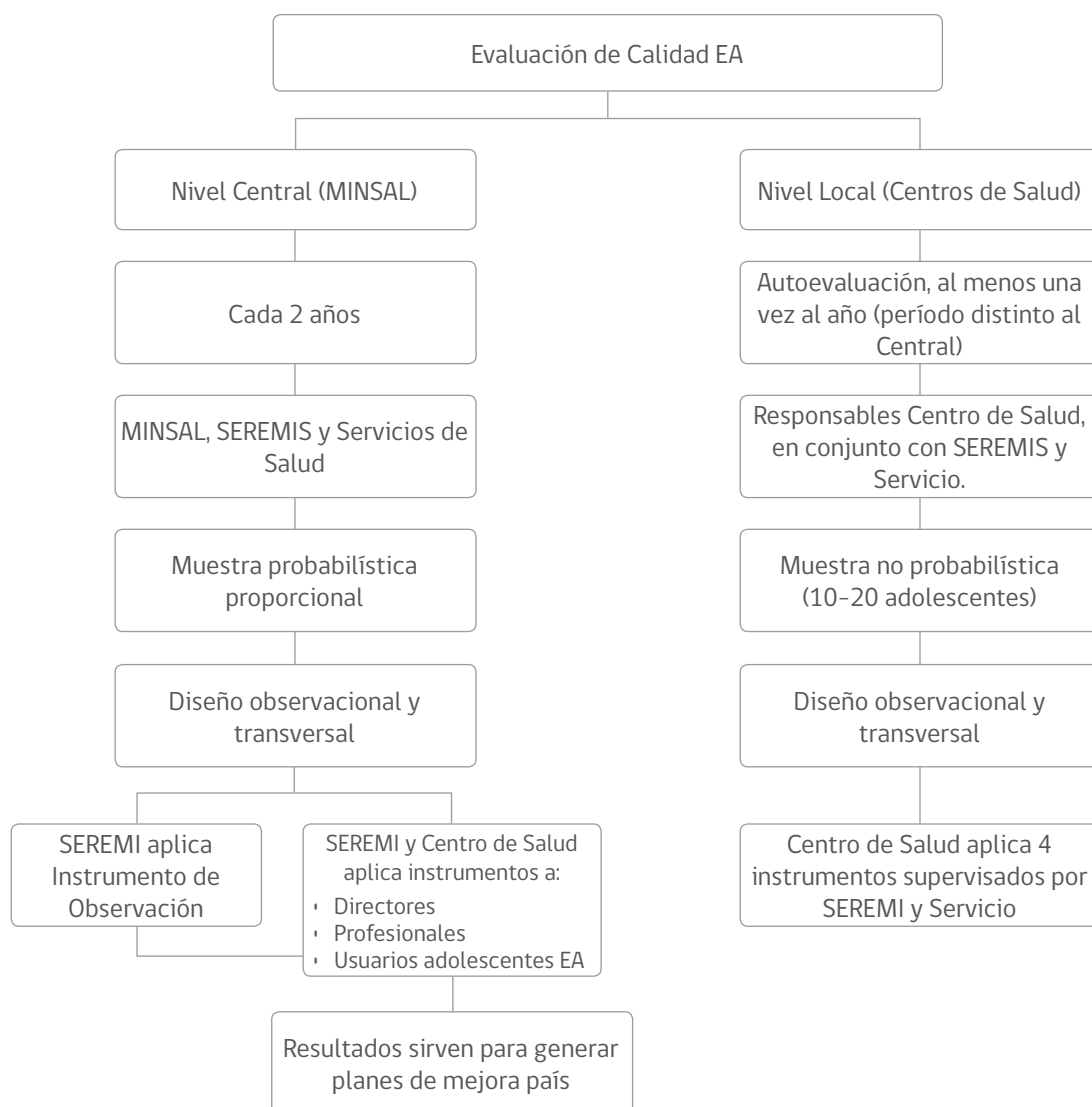 Evaluación de Calidad EA
Nivel Central (MINSAL)
Cada 2 años
MINSAL, SEREMIS y Servicios de
Salud
Muestra probabilística
proporcional
Diseño observacional y
transversal
SEREMI aplica
Instrumento de
Observación
SEREMI y Centro de Salud
aplica instrumentos a:
• Directores
• Profesionales
• Usuarios adolescentes EA
Resultados sirven para generar
planes de mejora país
Nivel Local (Centros de Salud)
Autoevaluación, al menos una
vez al año (período distinto al
Central)
Responsables Centro de Salud,
en conjunto con SEREMIS y
Servicio.
Muestra no probabilística
(10-20 adolescentes)
Diseño observacional y
transversal
Centro de Salud aplica 4
instrumentos supervisados por
SEREMI y Servicio